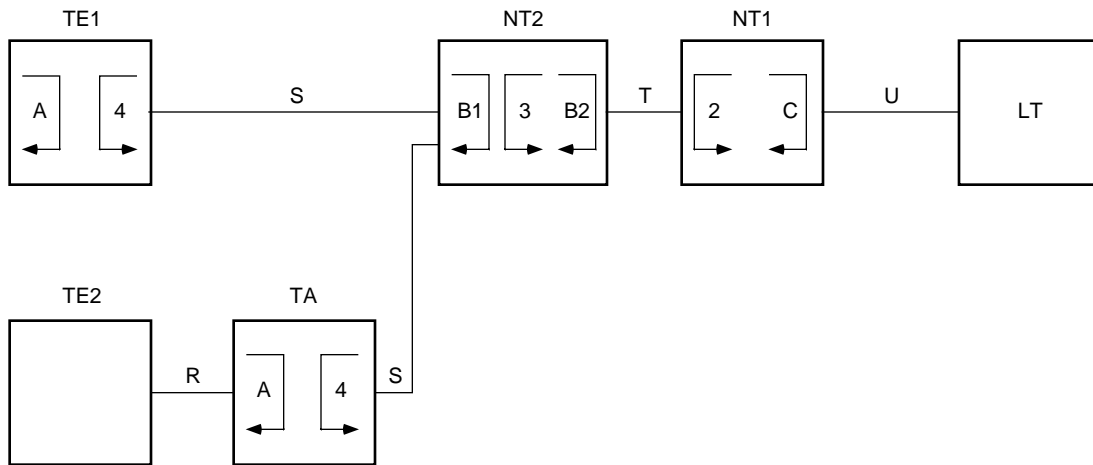 TE1 NT2 NT1
A 4 S B1 3 B2 T 2 C U LT
TE2 TA
R A 4 S